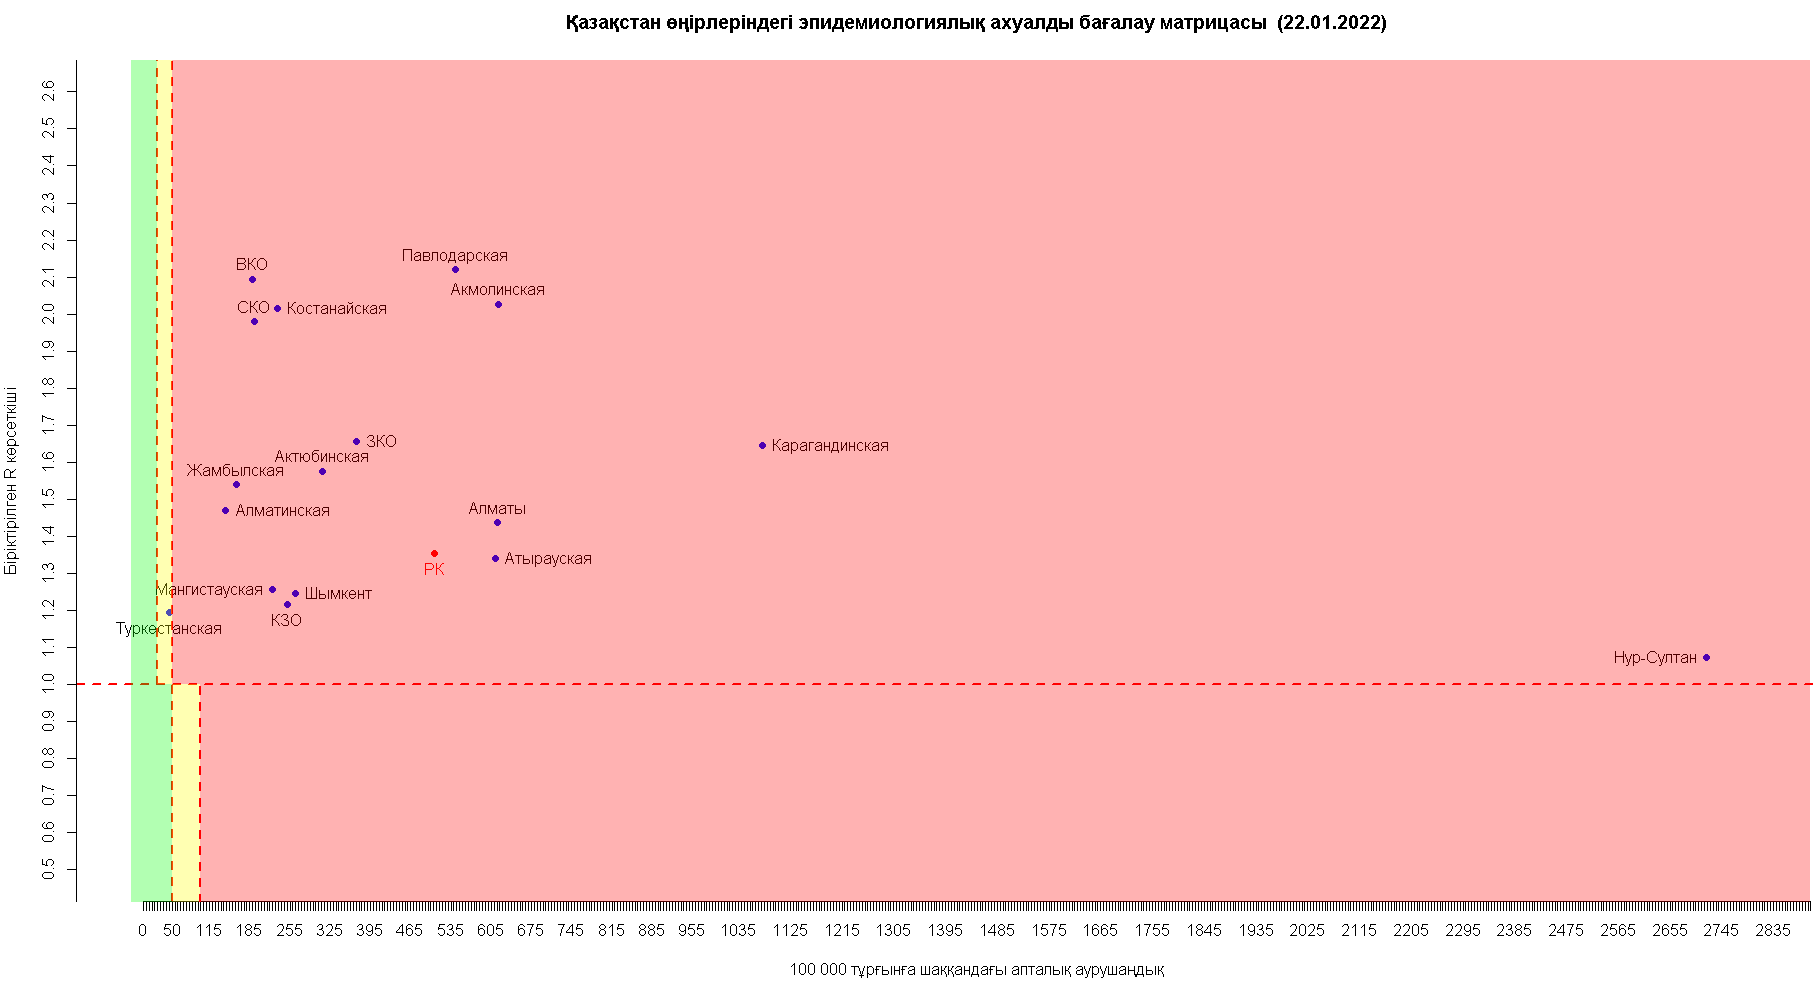 Қазақстан өңірлеріндегі эпидемиологиялық ахуалды бағалау матрицасы (22.01.2022)
Біріктірілген R көрсеткіші
2.6
2.5
2.4
2.3
2.2
2.1
2.0
1.9
1.8
1.7
1.6
1.5
1.4
1.3
1.2
1.1
1.0
0.9
0.8
0.7
0.6
0.5
Павлодарская
ВКО
Акмолинская
СКО
Костанайская
ЗКО
Карагандинская
Актюбинская
Жамбылская
Алматинская
Алматы
Атырауская
РК
Мангистауская
Шымкент
КЗО
Туркестанская
Нур-Султан
0 50 115 185 255 325 395 465 535 605 675 745 815 885 955 1035 1125 1215 1305 1395 1485 1575 1665 1755 1845 1935 2025 2115 2205 2295 2385 2475 2565 2655 2745 2835
100 000 тұрғынға шаққандағы апталық аурушаңдық